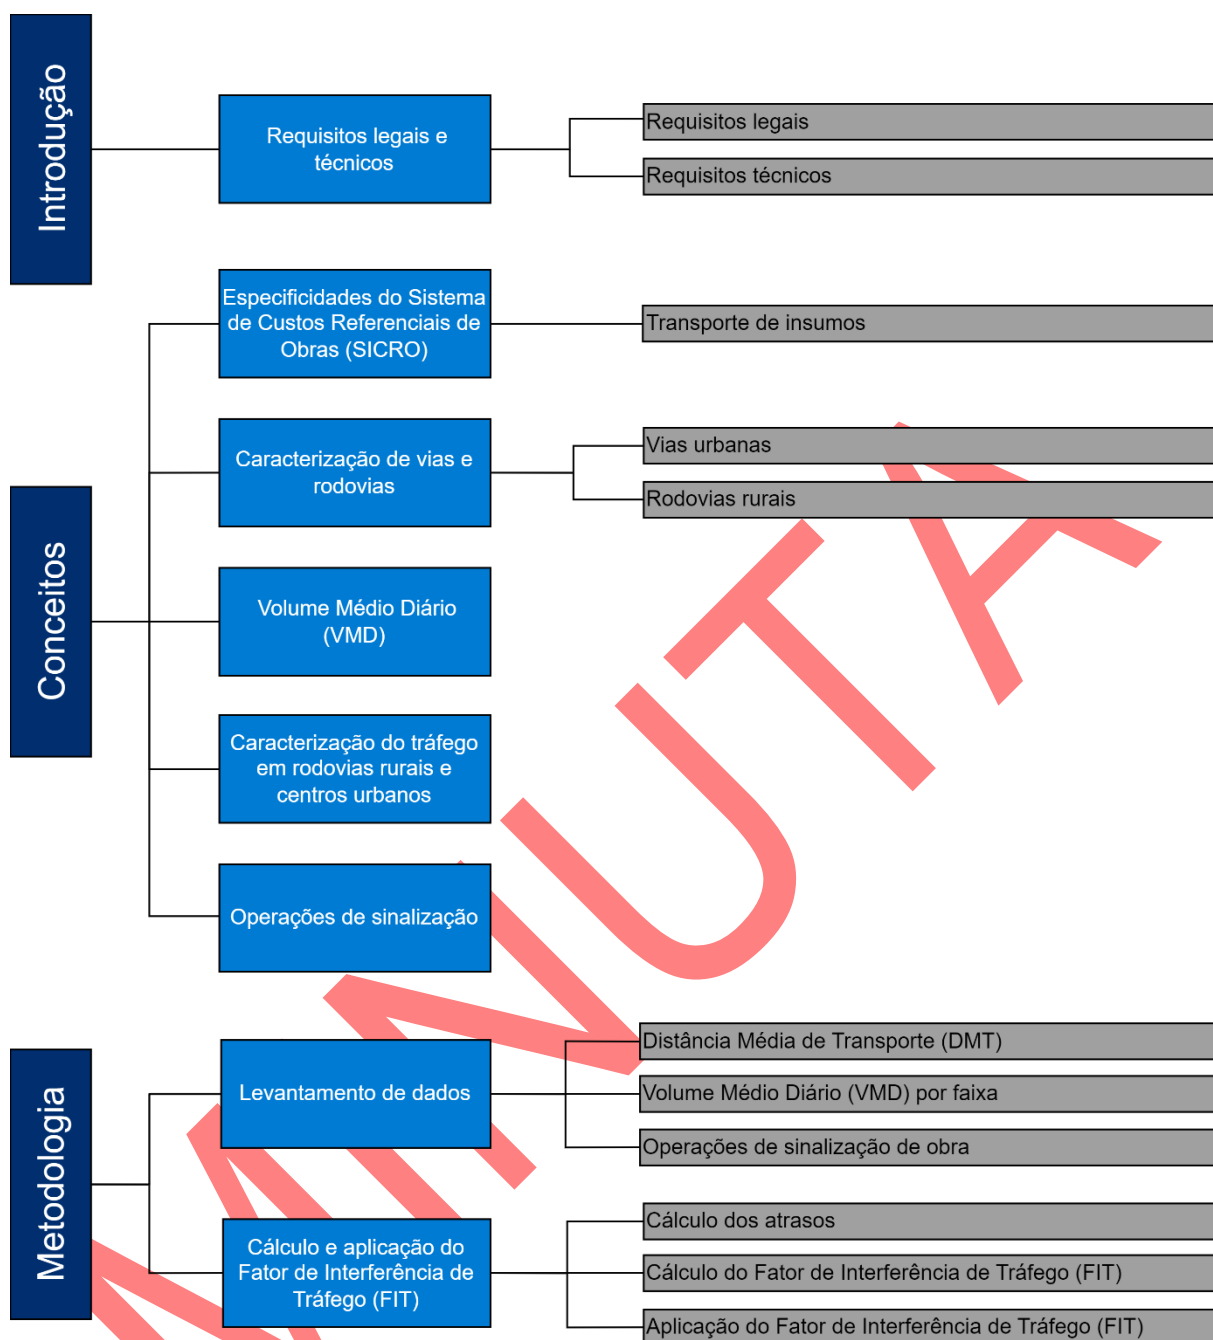 Introdução
Requisitos legais e
técnicos
Requisitos legais
Requisitos técnicos
Conceitos
Especificidades do Sistema
de Custos Referenciais de
Obras (SICRO)
Transporte de insumos
Caracterização de vias e
rodovias
Vias urbanas
Rodovias rurais
Volume Médio Diário
(VMD)
Caracterização do tráfego
em rodovias rurais e
centros urbanos
Operações de sinalização
Metodologia
Levantamento de dados
Distância Média de Transporte (DMT)
Volume Médio Diário (VMD) por faixa
Operações de sinalização de obra
Cálculo e aplicação do
Fator de Interferência de
Tráfego (FIT)
Cálculo dos atrasos
Cálculo do Fator de Interferência de Tráfego (FIT)
Aplicação do Fator de Interferência de Tráfego (FIT)
MINUTA